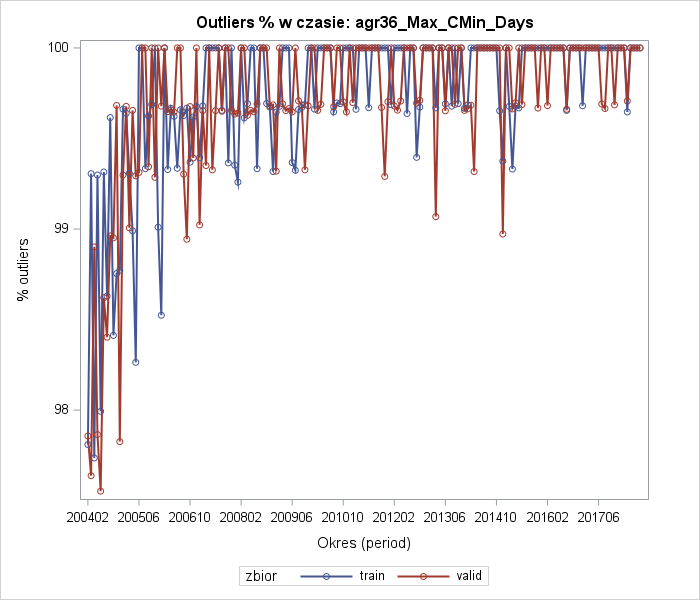 Outliers % w czasie: agr36_Max_CMin_Days
% outliers
100
99
98
200402 200506 200610 200802 200906 201010 201202 201306 201410 201602 201706
Okres (period)
zbior train valid